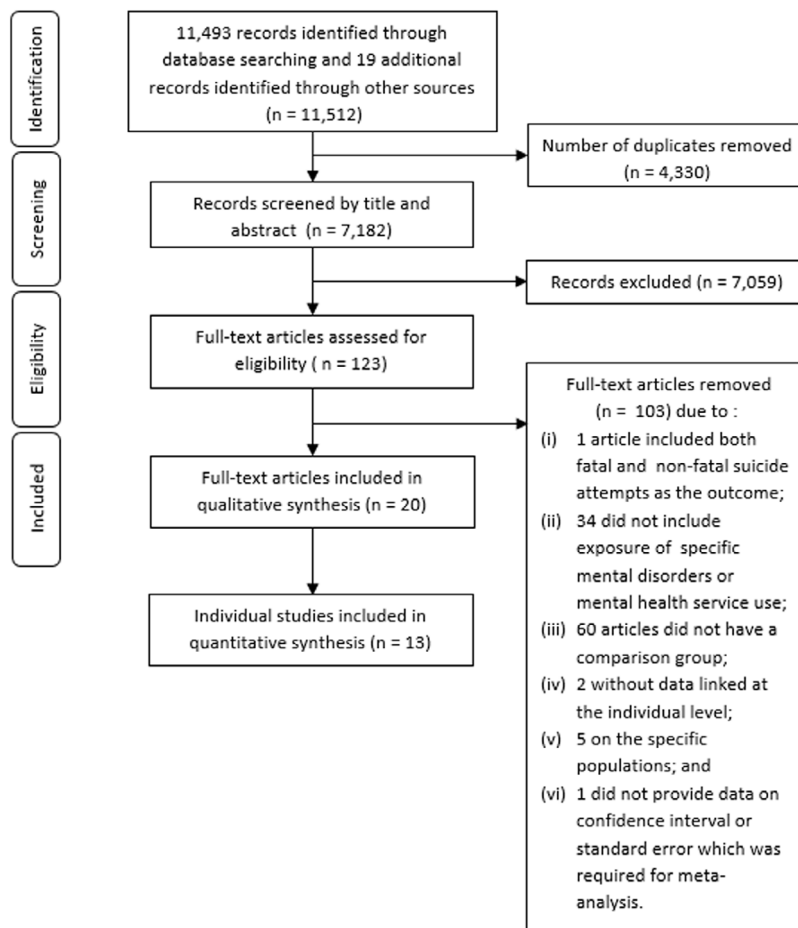 Identification
11,493 records identified through
database searching and 19 additional
records identified through other sources
(n = 11,512)
Number of duplicates removed
(n = 4,330)
Screening
Records screened by title and
abstract (n = 7,182)
Records excluded (n = 7,059)
Eligibility
Full-text articles assessed for
eligibility ( n = 123)
Full-text articles removed
(n = 103) due to :
(i) 1 article included both
fatal and non-fatal suicide
attempts as the outcome;
(ii) 34 did not include
exposure of specific
mental disorders or
mental health service use;
(iii) 60 articles did not have a
comparison group;
(iv) 2 without data linked at
the individual level;
(v) 5 on the specific
populations; and
(vi) 1 did not provide data on
confidence interval or
standard error which was
required for meta-
analysis.
Included
Full-text articles included in
qualitative synthesis (n = 20)
Individual studies included in
quantitative synthesis (n = 13)